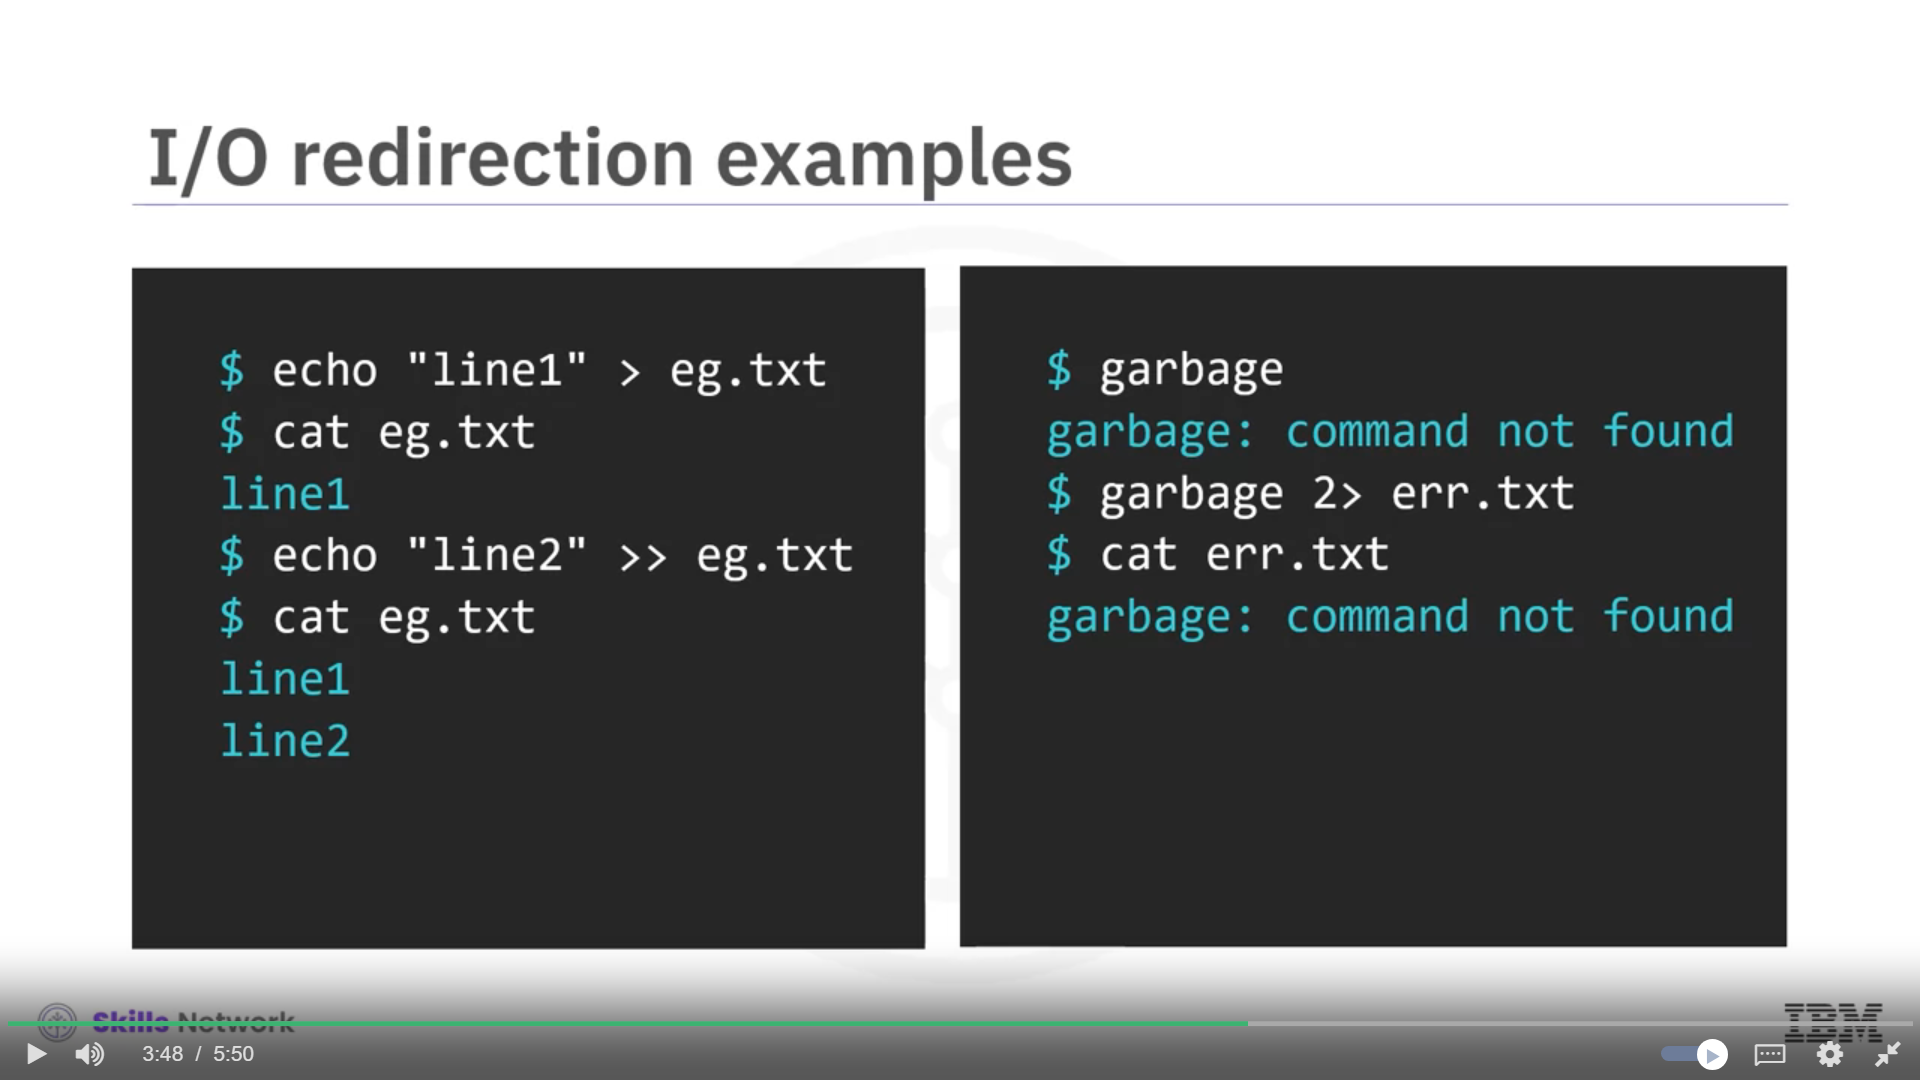 I/O redirection examples
$ echo "line1" > eg.txt
$ cat eg.txt
line1
$ echo "line2" >> eg.txt
$ cat eg.txt
line1
line2
$ garbage
garbage: command not found
$ garbage 2> err.txt
$ cat err.txt
garbage: command not found
Skills Network
IBM
3:48 / 5:50